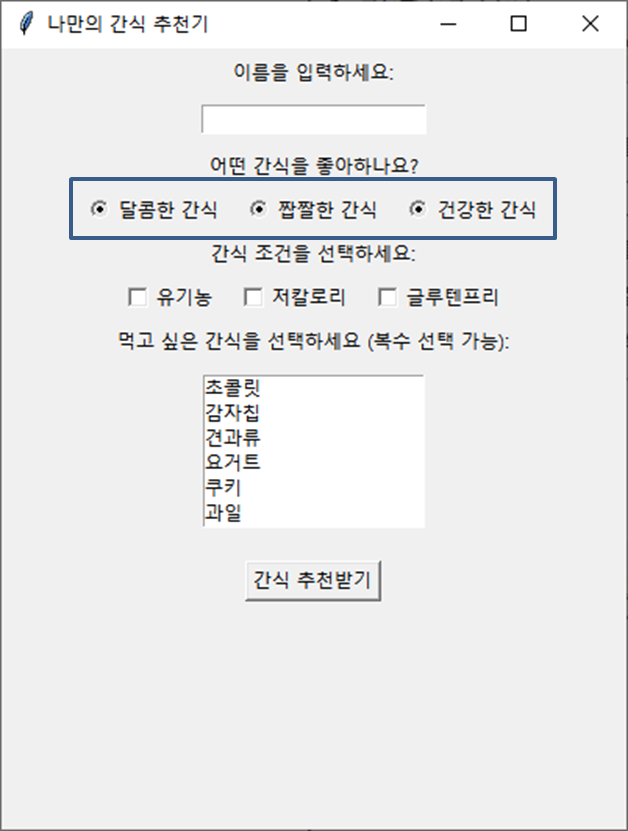 나만의 간식 추천기
이름을 입력하세요:
어떤 간식을 좋아하나요?
달콤한 간식 짭짤한 간식 건강한 간식
간식 조건을 선택하세요:
유기농 저칼로리 글루텐프리
먹고 싶은 간식을 선택하세요 (복수 선택 가능):
초콜릿
감자칩
견과류
요거트
쿠키
과일
간식 추천받기